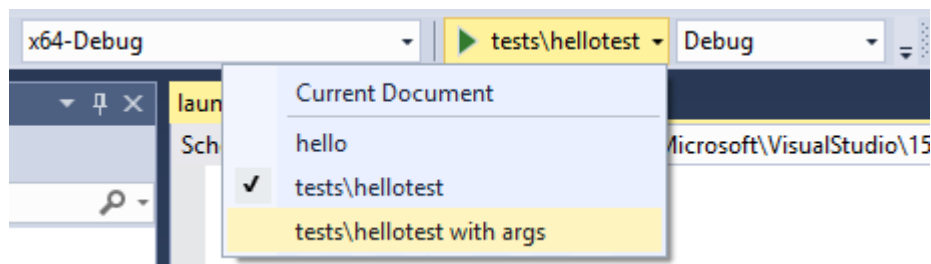 x64-Debug tests\hellotest Debug
Current Document
hello
tests\hellotest
tests\hellotest with args
laun
Sch
Microsoft\VisualStudio\15